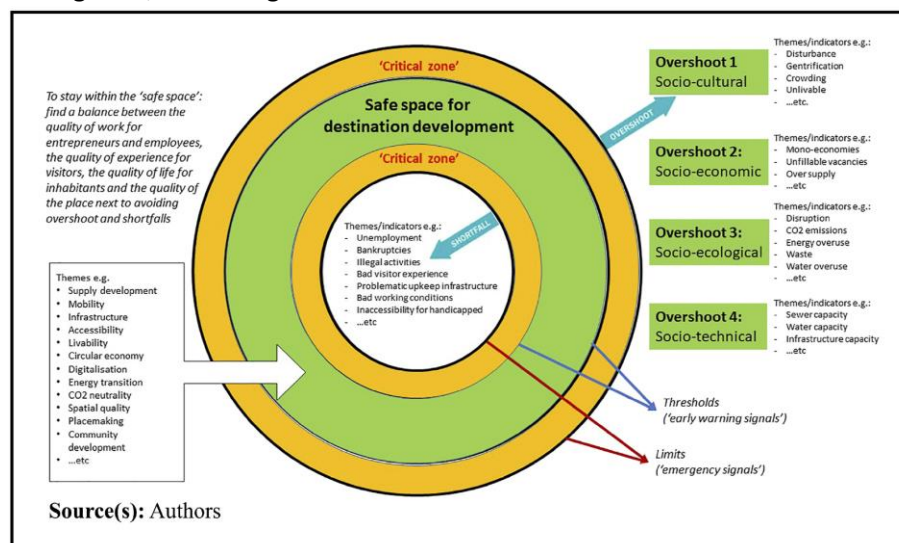 'Critical zone'
Safe space for
destination development
'Critical zone'
To stay within the 'safe space':
find a balance between the
quality of work for
entrepreneurs and employees,
the quality of experience for
visitors, the quality of life for
inhabitants and the quality of
the place next to avoiding
overshoot and shortfalls
Themes e.g.
• Supply development
• Mobility
• Infrastructure
• Accessibility
• Livability
• Circular economy
• Digitalisation
• Energy transition
• CO2 neutrality
• Spatial quality
• Placemaking
• Community
development
• ...etc
SHORTFALL
Themes/indicators e.g.:
- Unemployment
- Bankruptcies
- Illegal activities
- Bad visitor experience
- Problematic upkeep infrastructure
- Bad working conditions
- Inaccessibility for handicapped
- ...etc
OVERSHOOT
Overshoot 1
Socio-cultural
Themes/indicators e.g.:
- Disturbance
- Gentrification
- Crowding
- Unlivable
- ...etc.
Overshoot 2:
Socio-economic
Themes/indicators e.g.:
- Mono-economies
- Unfillable vacancies
- Over supply
- ...etc
Overshoot 3:
Socio-ecological
Themes/indicators e.g.:
- Disruption
- CO2 emissions
- Energy overuse
- Waste
- Water overuse
- ...etc
Overshoot 4:
Socio-technical
Themes/indicators e.g.:
- Sewer capacity
- Water capacity
- Infrastructure capacity
- ...etc
Thresholds
('early warning signals')
Limits
('emergency signals')
Source(s): Authors